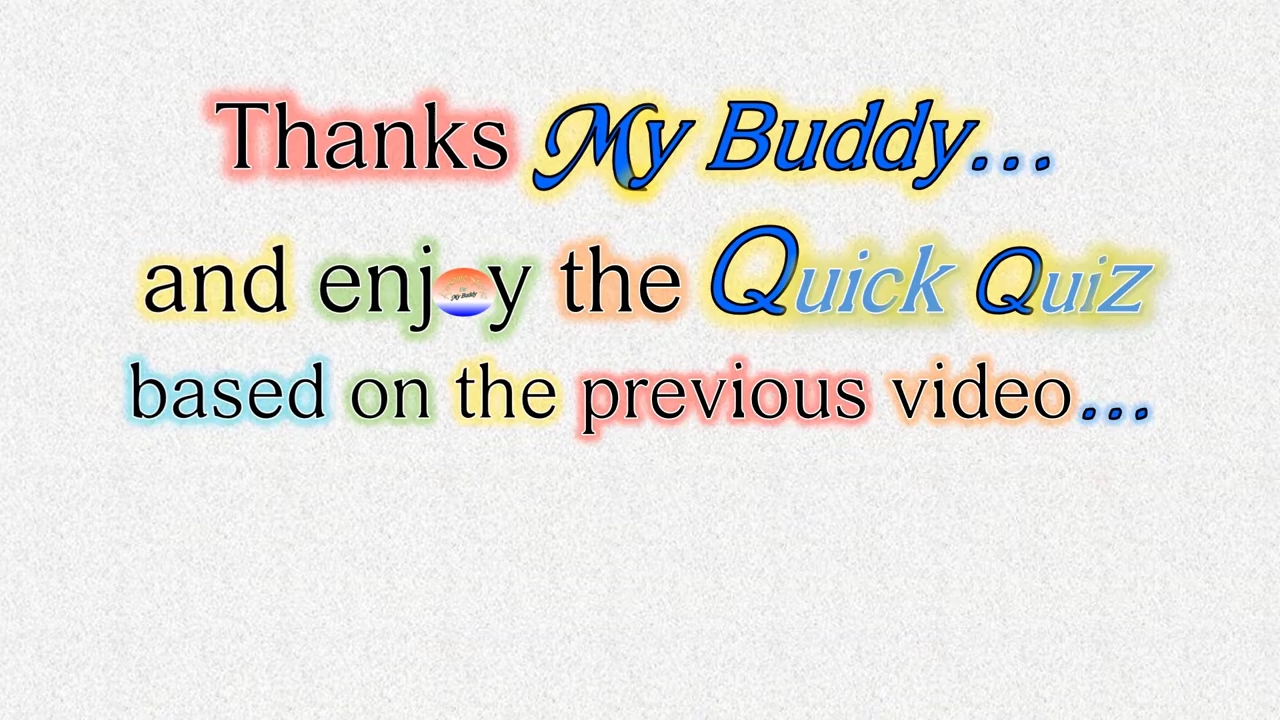 Thanks My Buddy...
and enjoy the Quick Quiz
based on the previous video...